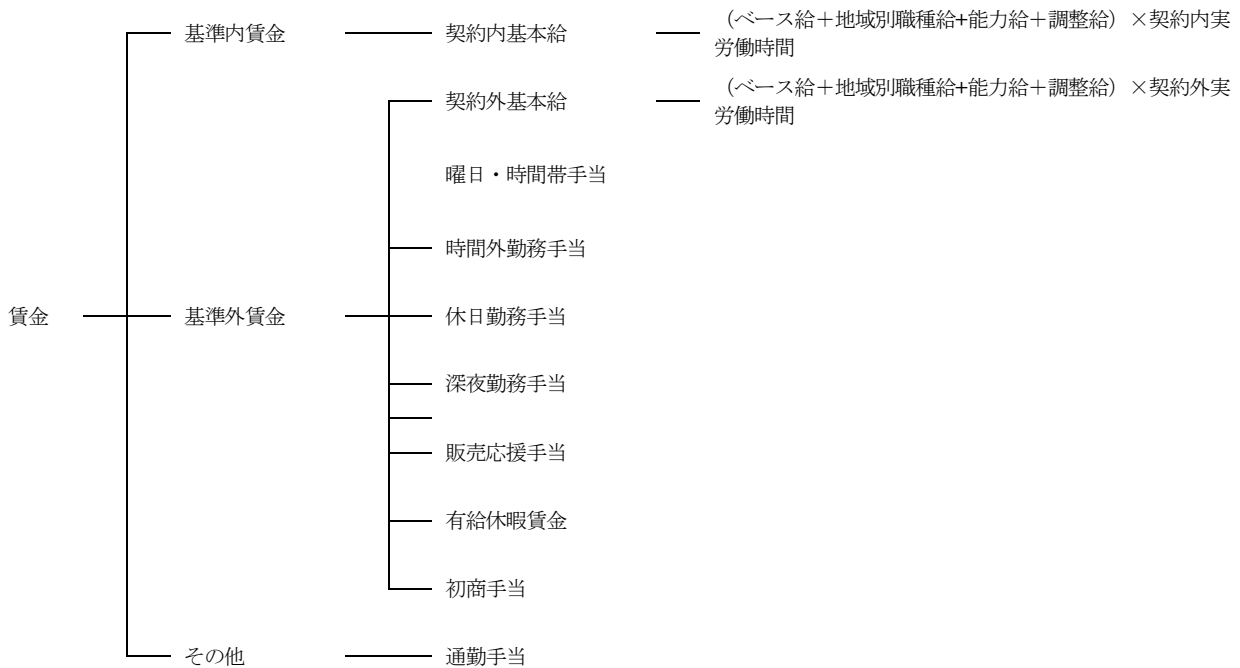 基準内賃金
契約内基本給
（ベース給＋地域別職種給+能力給＋調整給）×契約内実
労働時間
契約外基本給
（ベース給＋地域別職種給+能力給＋調整給）×契約外実
労働時間
曜日・時間帯手当
時間外勤務手当
賃金
基準外賃金
休日勤務手当
深夜勤務手当
販売応援手当
有給休暇賃金
初商手当
その他
通勤手当